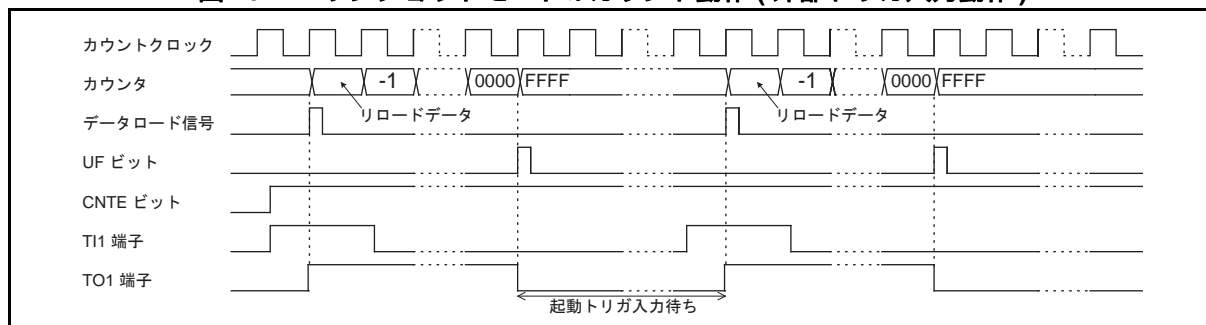 カウントクロック
カウンタ
-1
0000
FFFF
-1
0000
FFFF
リロードデータ
リロードデータ
データロード信号
UF ビット
CNTE ビット
TI1 端子
TO1 端子
起動トリガ入力待ち